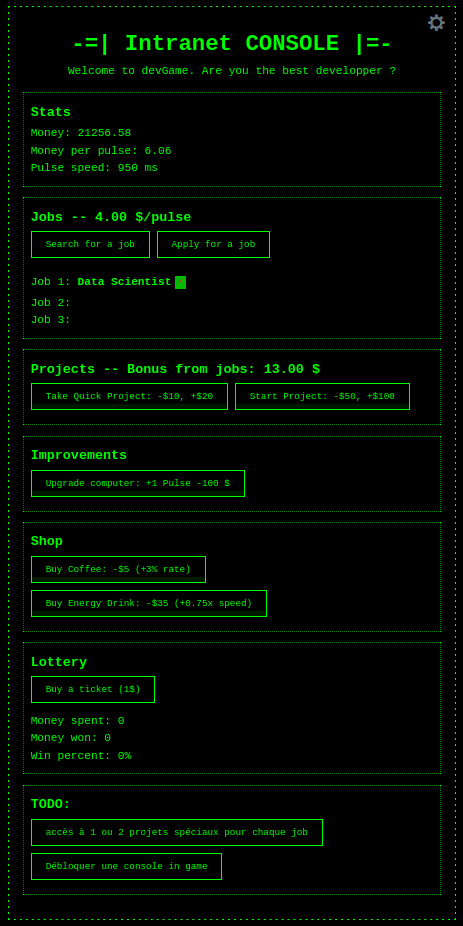 -=| Intranet CONSOLE |=-
Welcome to devGame. Are you the best developper ?
Stats
Money: 21256.58
Money per pulse: 6.06
Pulse speed: 950 ms
Jobs -- 4.00 $/pulse
Search for a job Apply for a job
Job 1: Data Scientist
Job 2:
Job 3:
Projects -- Bonus from jobs: 13.00 $
Take Quick Project: -$10, +$20 Start Project: -$50, +$100
Improvements
Upgrade computer: +1 Pulse -100 $
Shop
Buy Coffee: -$5 (+3% rate)
Buy Energy Drink: -$35 (+0.75x speed)
Lottery
Buy a ticket (1$)
Money spent: 0
Money won: 0
Win percent: 0%
TODO:
accès à 1 ou 2 projets spéciaux pour chaque job
Débloquer une console in game